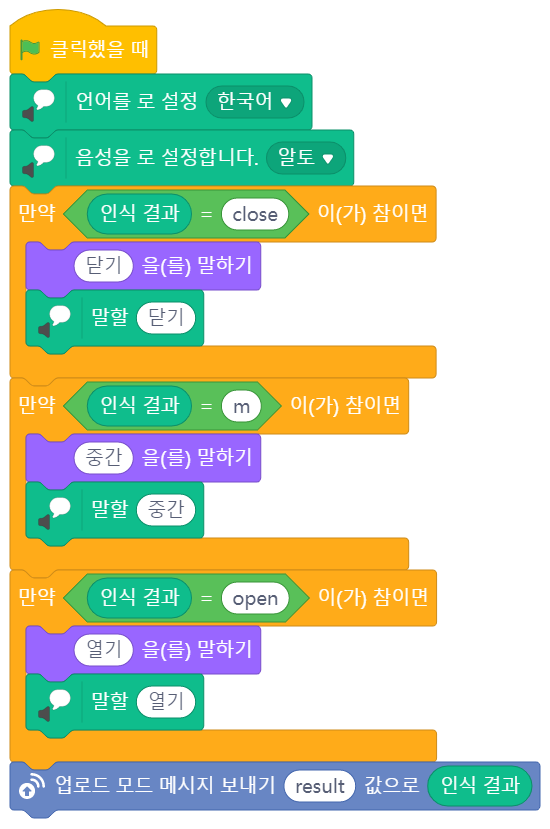 클릭했을 때
언어를 로 설정 한국어
음성을 로 설정합니다. 알토
만약 인식 결과 = close 이(가) 참이면
닫기 을(를) 말하기
말할 닫기
만약 인식 결과 = m 이(가) 참이면
중간 을(를) 말하기
말할 중간
만약 인식 결과 = open 이(가) 참이면
열기 을(를) 말하기
말할 열기
업로드 모드 메시지 보내기 result 값으로 인식 결과